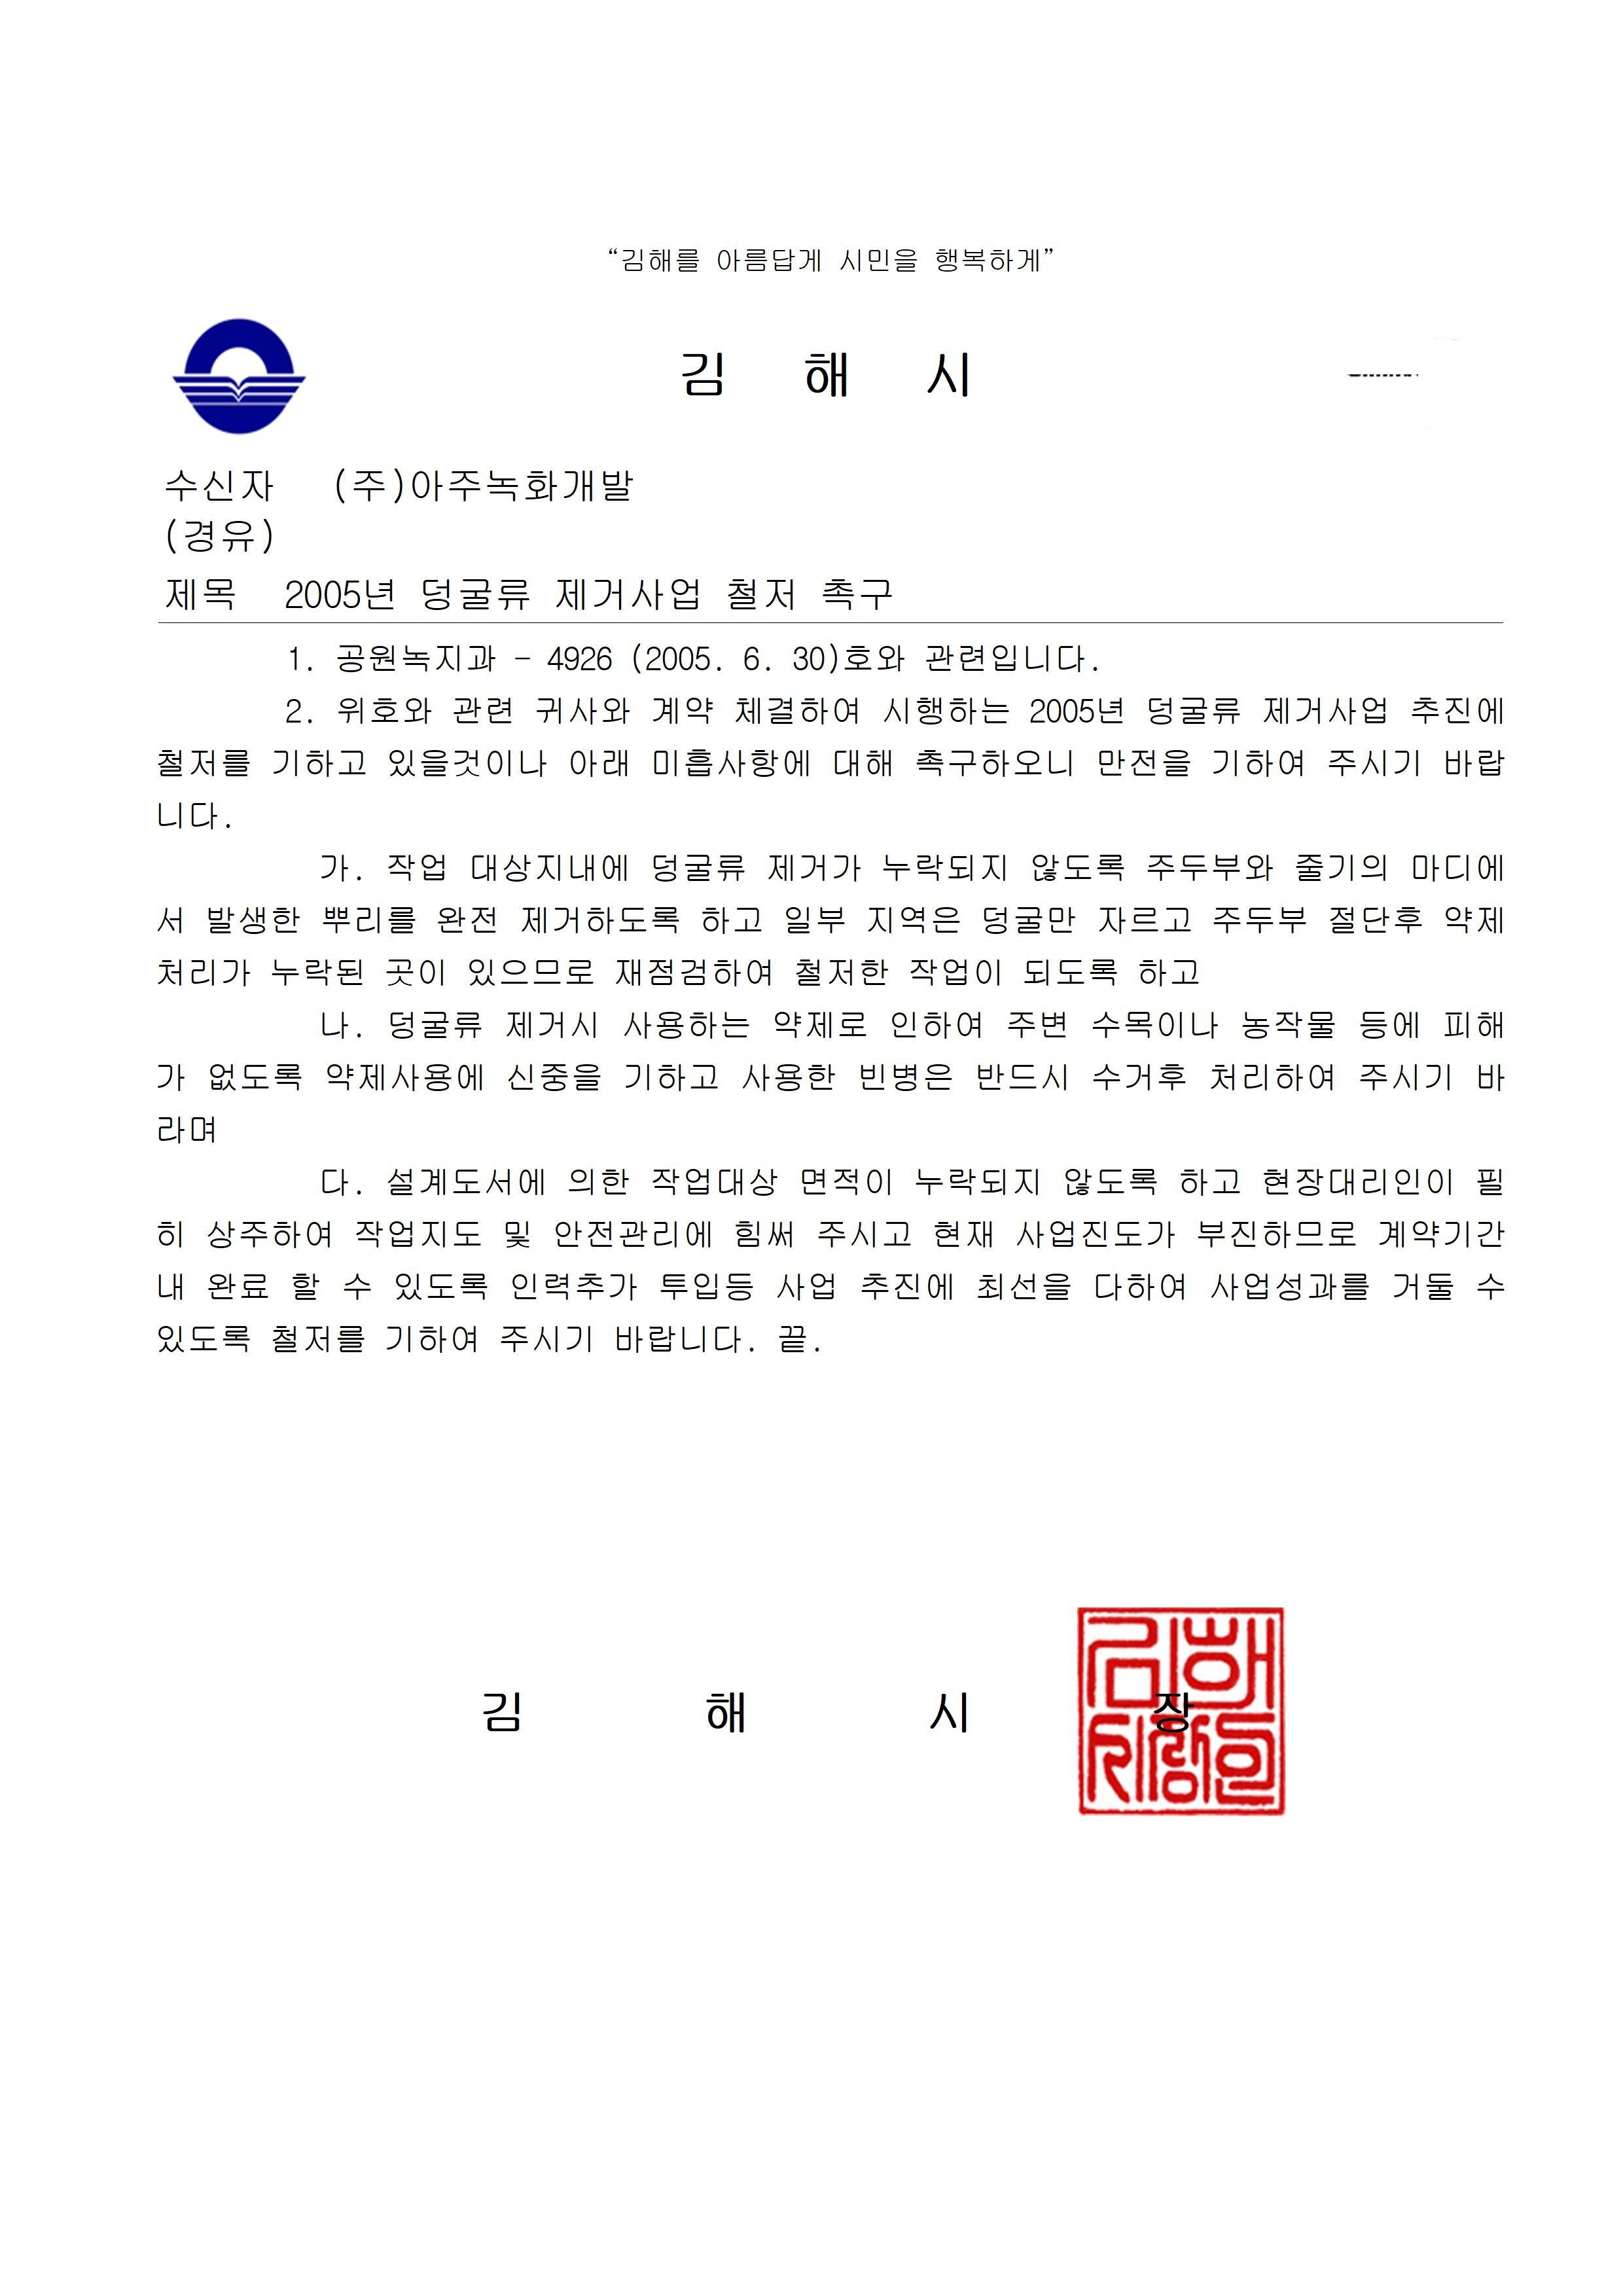 “김해를 아름답게 시민을 행복하게”
김 해 시
수신자 (주)아주녹화개발
(경유)
제목 2005년 덩굴류 제거사업 철저 촉구
1. 공원녹지과 - 4926 (2005. 6. 30)호와 관련입니다.
2. 위호와 관련 귀사와 계약 체결하여 시행하는 2005년 덩굴류 제거사업 추진에
철저를 기하고 있을것이나 아래 미흡사항에 대해 촉구하오니 만전을 기하여 주시기 바랍
니다.
가. 작업 대상지내에 덩굴류 제거가 누락되지 않도록 주두부와 줄기의 마디에
서 발생한 뿌리를 완전 제거하도록 하고 일부 지역은 덩굴만 자르고 주두부 절단후 약제
처리가 누락된 곳이 있으므로 재점검하여 철저한 작업이 되도록 하고
나. 덩굴류 제거시 사용하는 약제로 인하여 주변 수목이나 농작물 등에 피해
가 없도록 약제사용에 신중을 기하고 사용한 빈병은 반드시 수거후 처리하여 주시기 바
라며
다. 설계도서에 의한 작업대상 면적이 누락되지 않도록 하고 현장대리인이 필
히 상주하여 작업지도 및 안전관리에 힘써 주시고 현재 사업진도가 부진하므로 계약기간
내 완료 할 수 있도록 인력추가 투입등 사업 추진에 최선을 다하여 사업성과를 거둘 수
있도록 철저를 기하여 주시기 바랍니다. 끝.
김 해 시 장